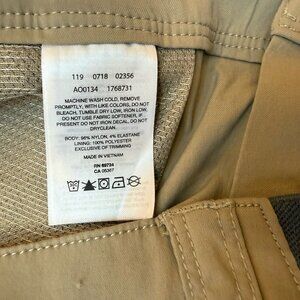 119 0718 02356
AO0134 1768731
MACHINE WASH COLD, REMOVE
PROMPTLY, WITH LIKE COLORS, DO NOT
BLEACH, TUMBLE DRY LOW, IRON LOW,
DO NOT USE FABRIC SOFTENER, IF
PRESENT DO NOT IRON DECAL, DO NOT
DRYCLEAN.
BODY: 96% NYLON, 4% ELASTANE
LINING: 100% POLYESTER
EXCLUSIVE OF TRIMMING
MADE IN VIETNAM
RN 69734
CA 05367